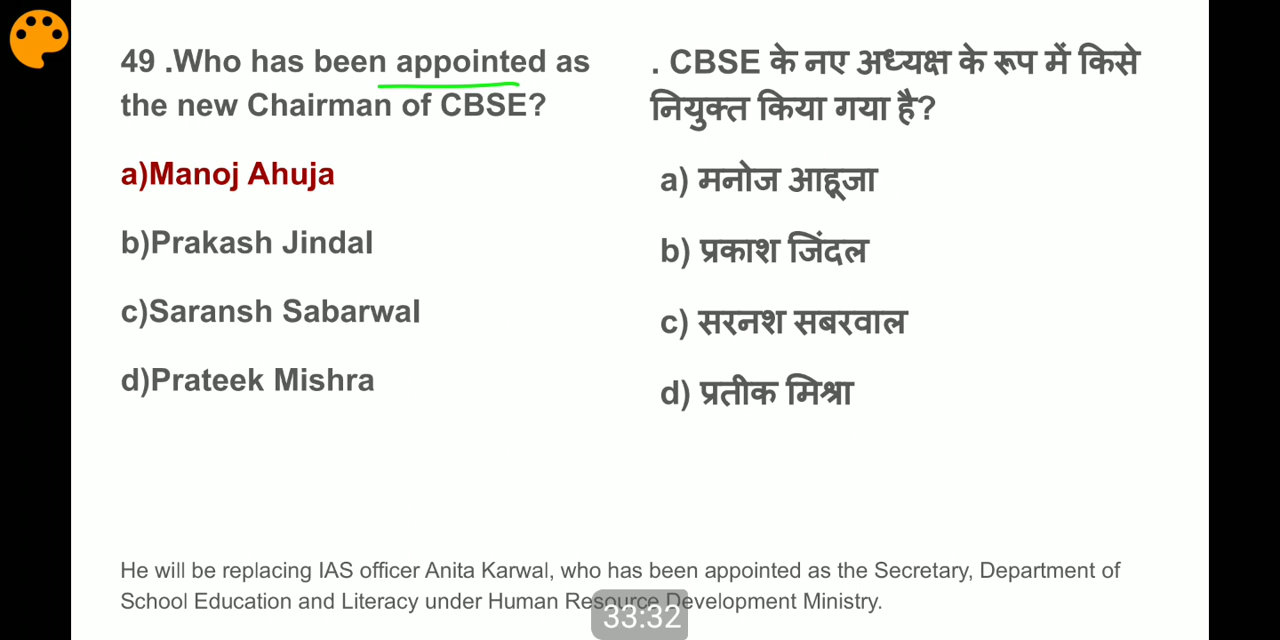 49 .Who has been appointed as
the new Chairman of CBSE?
a)Manoj Ahuja
b)Prakash Jindal
c)Saransh Sabarwal
d)Prateek Mishra
. CBSE के नए अध्यक्ष के रूप में किसे
नियुक्त किया गया है?
a) मनोज आहूजा
b) प्रकाश जिंदल
c) सरनश सबरवाल
d) प्रतीक मिश्रा
He will be replacing IAS officer Anita Karwal, who has been appointed as the Secretary, Department of
School Education and Literacy under Human Resource Development Ministry.
33:32